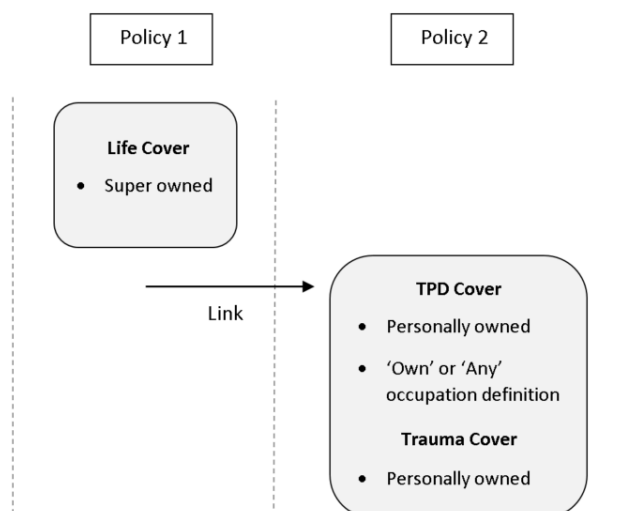 Policy 1
Policy 2
Life Cover
• Super owned
Link
TPD Cover
• Personally owned
• ‘Own’ or ‘Any’
occupation definition
Trauma Cover
• Personally owned